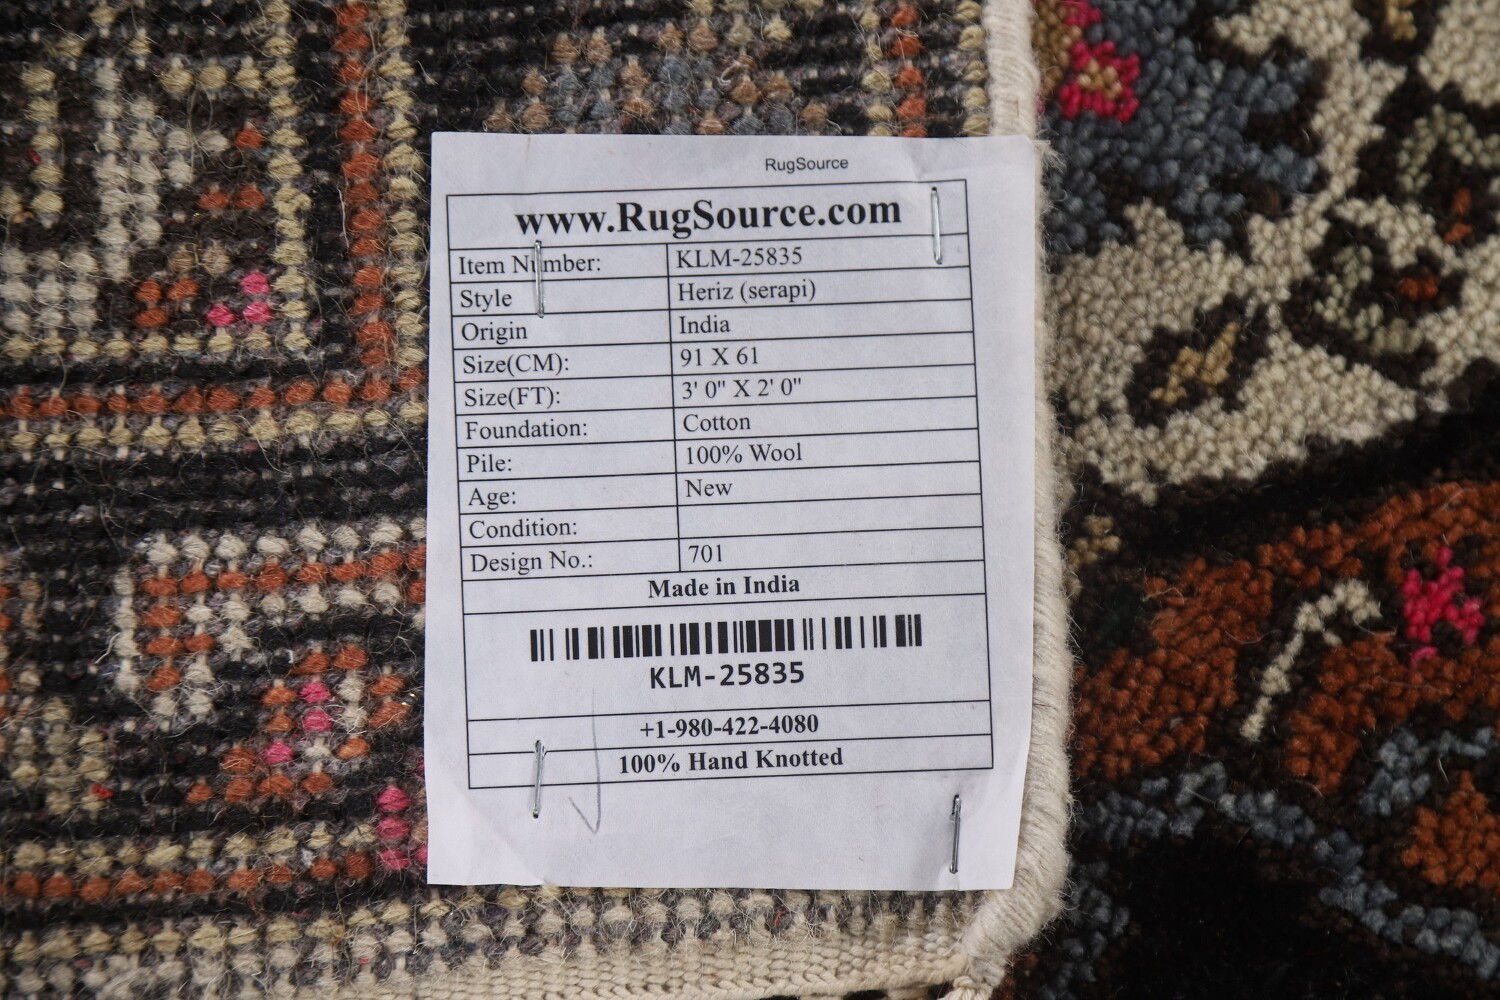 RugSource
www.RugSource.com
Item Number: KLM-25835
Style Heriz (serapi)
Origin India
Size(CM): 91 X 61
Size(FT): 3' 0" X 2' 0"
Foundation: Cotton
Pile: 100% Wool
Age: New
Condition:
Design No.: 701
Made in India
KLM-25835
+1-980-422-4080
100% Hand Knotted